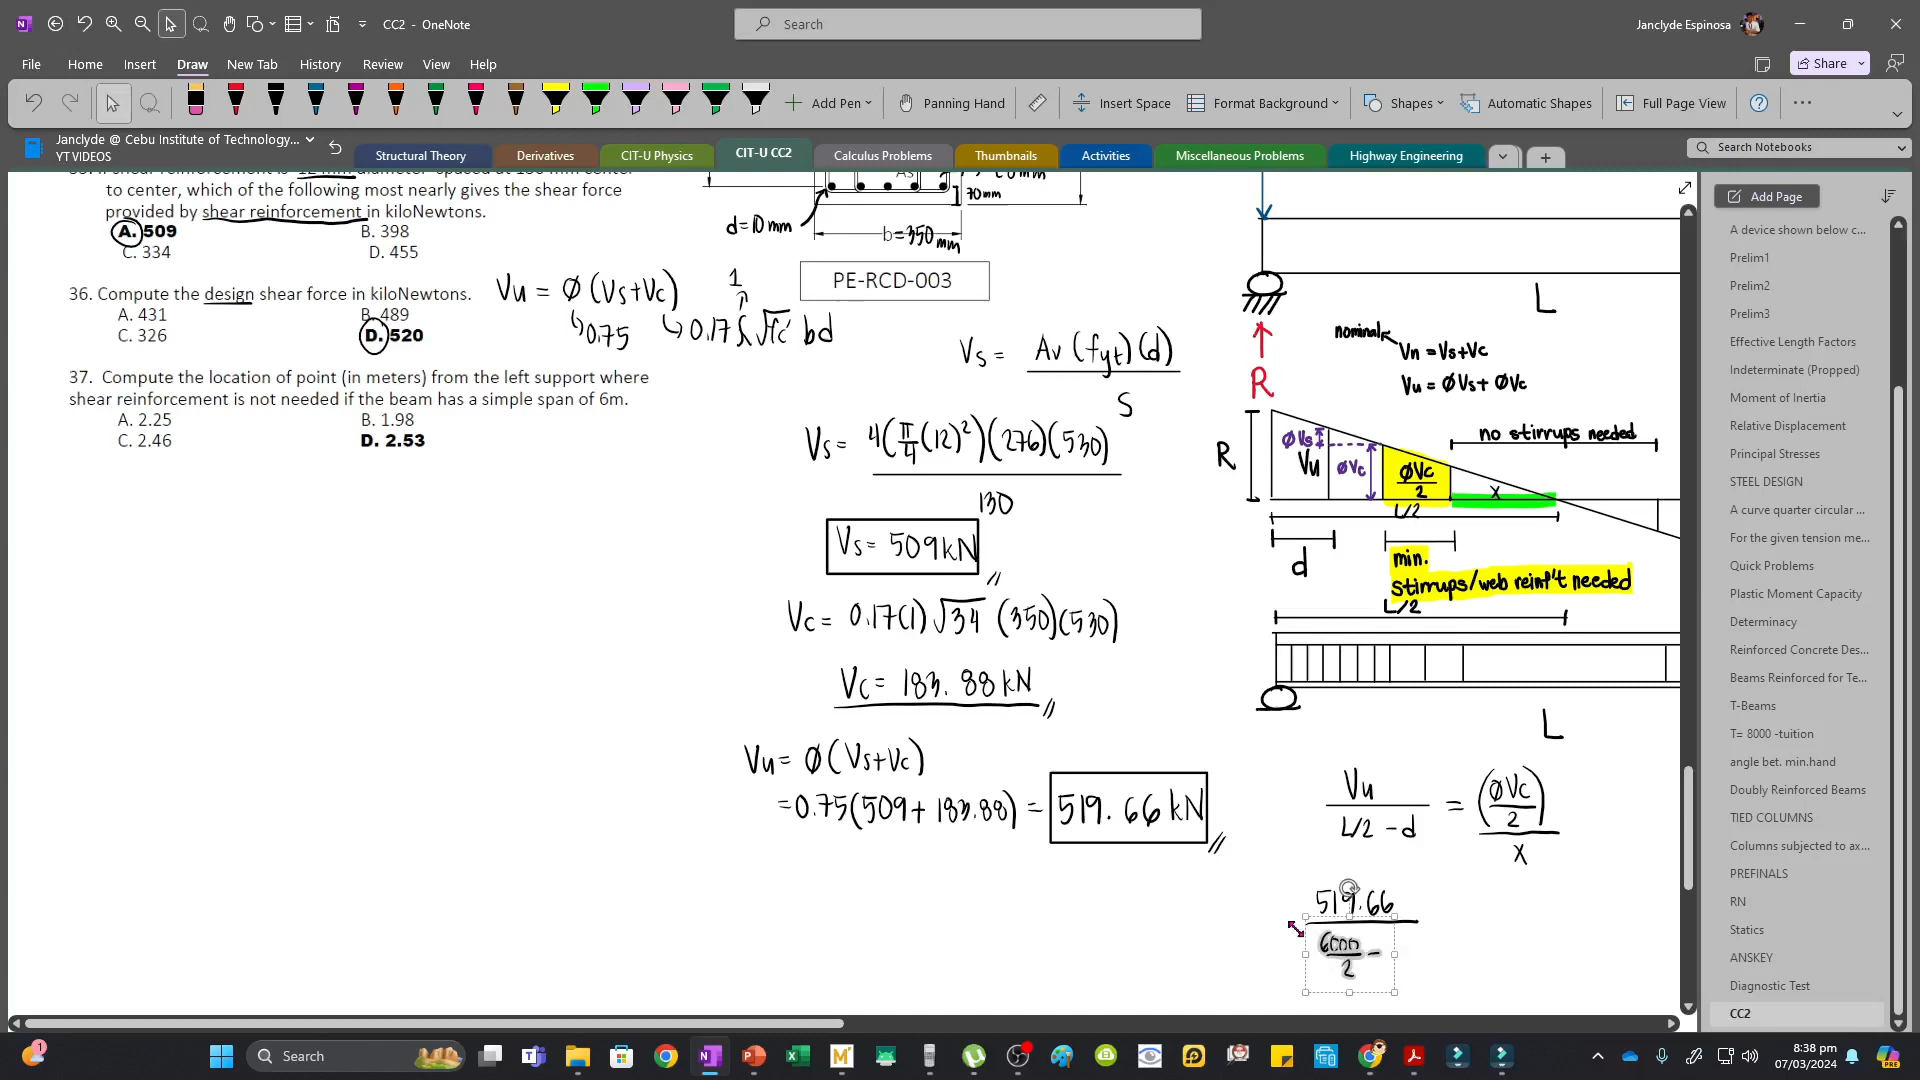 CC2 - OneNote
Search
Janclyde Espinosa
File Home Insert Draw New Tab History Review View Help
Share
Add Pen
Panning Hand
Insert Space
Format Background
Shapes
Automatic Shapes
Full Page View
Janclyde @ Cebu Institute of Technology...
YT VIDEOS
Structural Theory
Derivatives
CIT-U Physics
CIT-U CC2
Calculus Problems
Thumbnails
Activities
Miscellaneous Problems
Highway Engineering
Search Notebooks
to center, which of the following most nearly gives the shear force
provided by shear reinforcement in kiloNewtons.
A. 509 B. 398
C. 334 D. 455
36. Compute the design shear force in kiloNewtons.
A. 431 B. 489
C. 326 D. 520
37. Compute the location of point (in meters) from the left support where
shear reinforcement is not needed if the beam has a simple span of 6m.
A. 2.25 B. 1.98
C. 2.46 D. 2.53
Vu = Ø (Vs+Vc)
0.75
1
0.17 λ √fc' bd
As
70mm
d=10mm
b=350mm
PE-RCD-003
Vs = Av (fyt)(d)
S
Vs = 4(π/4(12)²)(276)(530)
130
Vs = 509 kN
Vc = 0.17(1) √34 (350)(530)
Vc = 183.88 kN
Vu = Ø (Vs+Vc)
=0.75(509+183.88) = 519.66 kN
L
R
nominal
Vn = Vs+Vc
Vu = ØVs + ØVc
R
ØVs
Vu
ØVc
ØVc
2
x
no stirrups needed
L/2
d
min.
stirrups/web reinf't needed
L/2
L
Vu = (ØVc/2)
L/2 - d x
519.66
6000 -
2
Add Page
A device shown below c...
Prelim1
Prelim2
Prelim3
Effective Length Factors
Indeterminate (Propped)
Moment of Inertia
Relative Displacement
Principal Stresses
STEEL DESIGN
A curve quarter circular ...
For the given tension me...
Quick Problems
Plastic Moment Capacity
Determinacy
Reinforced Concrete Des...
Beams Reinforced for Te...
T-Beams
T= 8000 -tuition
angle bet. min.hand
Doubly Reinforced Beams
TIED COLUMNS
Columns subjected to ax...
PREFINALS
RN
Statics
ANSKEY
Diagnostic Test
CC2
1
Search
8:38 pm
07/03/2024